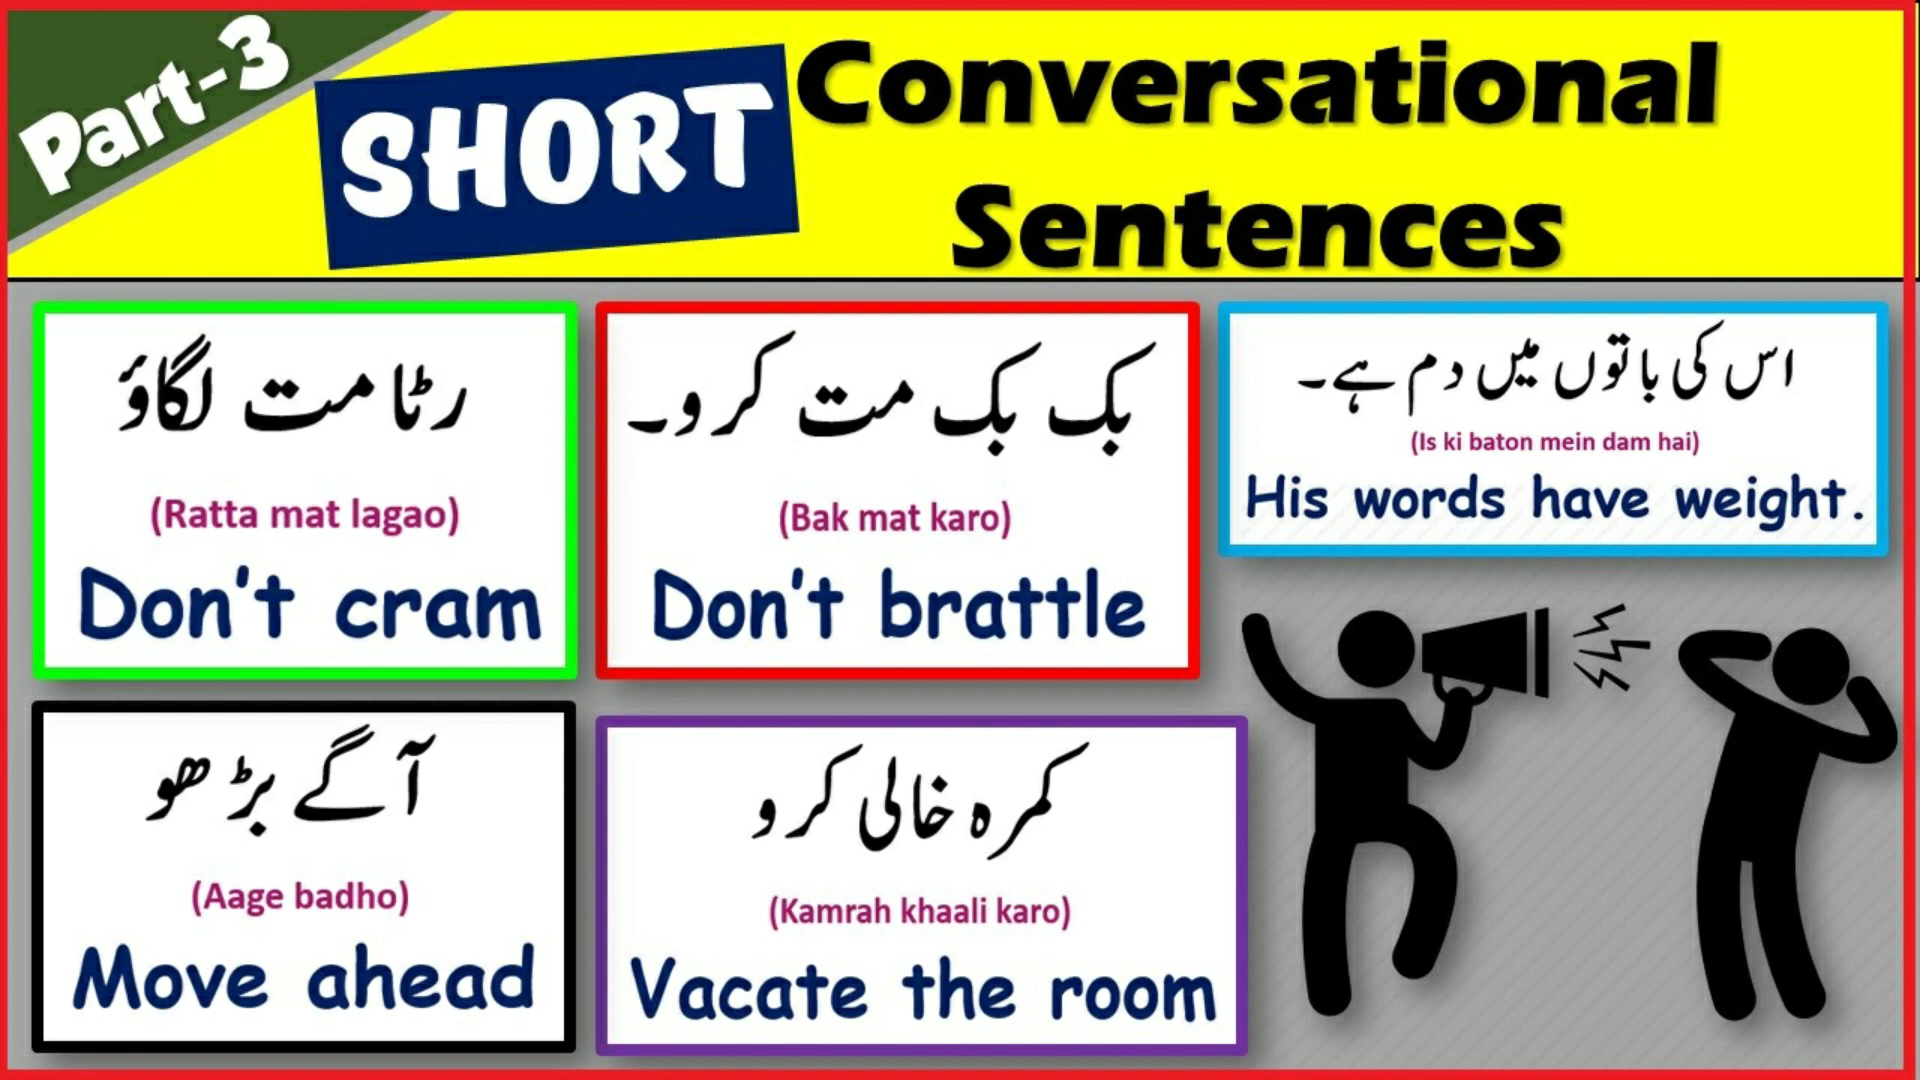 Part-3
SHORT
Conversational
Sentences
رٹا مت لگاؤ
(Ratta mat lagao)
Don't cram
بک بک مت کرو۔
(Bak mat karo)
Don't brattle
اس کی باتوں میں دم ہے۔
(Is ki baton mein dam hai)
His words have weight.
آگے بڑھو
(Aage badho)
Move ahead
کمرہ خالی کرو
(Kamrah khaali karo)
Vacate the room